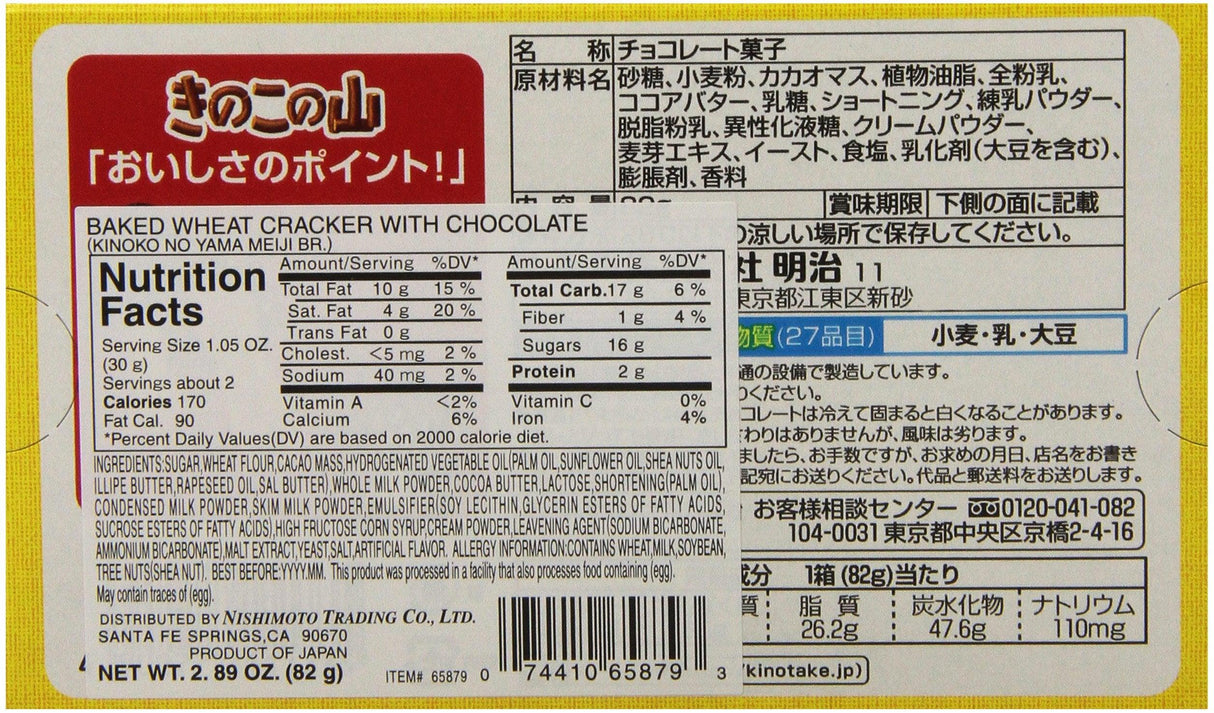 きのこの山
「おいしさのポイント!」
名 称 チョコレート菓子
原材料名 砂糖、小麦粉、カカオマス、植物油脂、全粉乳、
ココアバター、乳糖、ショートニング、練乳パウダー、
脱脂粉乳、異性化液糖、クリームパウダー、
麦芽エキス、イースト、食塩、乳化剤(大豆を含む)、
膨脹剤、香料
賞味期限 下側の面に記載
の涼しい場所で保存してください。
社 明治 11
東京都江東区新砂
物質(27品目) 小麦・乳・大豆
通の設備で製造しています。
ください。
コレートは冷えて固まると白くなることがあります。
わりはありませんが、風味は劣ります。
ましたら、お手数ですが、お求めの月日、店名をお書き
記宛にお送りください。代品と郵送料をお送りします。
お客様相談センター 0120-041-082
104-0031 東京都中央区京橋2-4-16
成分 1箱(82g)当たり
質 脂質 炭水化物 ナトリウム
26.2g 47.6g 110mg
/kinotake.jp)
BAKED WHEAT CRACKER WITH CHOCOLATE
(KINOKO NO YAMA MEIJI BR.)
Nutrition
Facts
Serving Size 1.05 OZ.
(30 g)
Servings about 2
Calories 170
Fat Cal. 90
Amount/Serving %DV*
Total Fat 10 g 15 %
Sat. Fat 4 g 20 %
Trans Fat 0 g
Cholest. <5 mg 2 %
Sodium 40 mg 2 %
Vitamin A <2%
Calcium 6%
Amount/Serving %DV*
Total Carb. 17 g 6 %
Fiber 1 g 4 %
Sugars 16 g
Protein 2 g
Vitamin C 0%
Iron 4%
*Percent Daily Values(DV) are based on 2000 calorie diet.
INGREDIENTS:SUGAR,WHEAT FLOUR,CACAO MASS,HYDROGENATED VEGETABLE OIL(PALM OIL,SUNFLOWER OIL,SHEA NUTS OIL,
ILLIPE BUTTER,RAPESEED OIL,SAL BUTTER),WHOLE MILK POWDER,COCOA BUTTER,LACTOSE,SHORTENING(PALM OIL),
CONDENSED MILK POWDER,SKIM MILK POWDER,EMULSIFIER(SOY LECITHIN,GLYCERIN ESTERS OF FATTY ACIDS,
SUCROSE ESTERS OF FATTY ACIDS),HIGH FRUCTOSE CORN SYRUP,CREAM POWDER,LEAVENING AGENT(SODIUM BICARBONATE,
AMMONIUM BICARBONATE),MALT EXTRACT,YEAST,SALT,ARTIFICIAL FLAVOR. ALLERGY INFORMATION:CONTAINS WHEAT,MILK,SOYBEAN,
TREE NUTS(SHEA NUT). BEST BEFORE:YYYY.MM. This product was processed in a facility that also processes food containing (egg).
May contain traces of (egg).
DISTRIBUTED BY NISHIMOTO TRADING CO., LTD.
SANTA FE SPRINGS,CA 90670
PRODUCT OF JAPAN
NET WT. 2. 89 OZ. (82 g)
ITEM# 65879
0 74410 65879 3